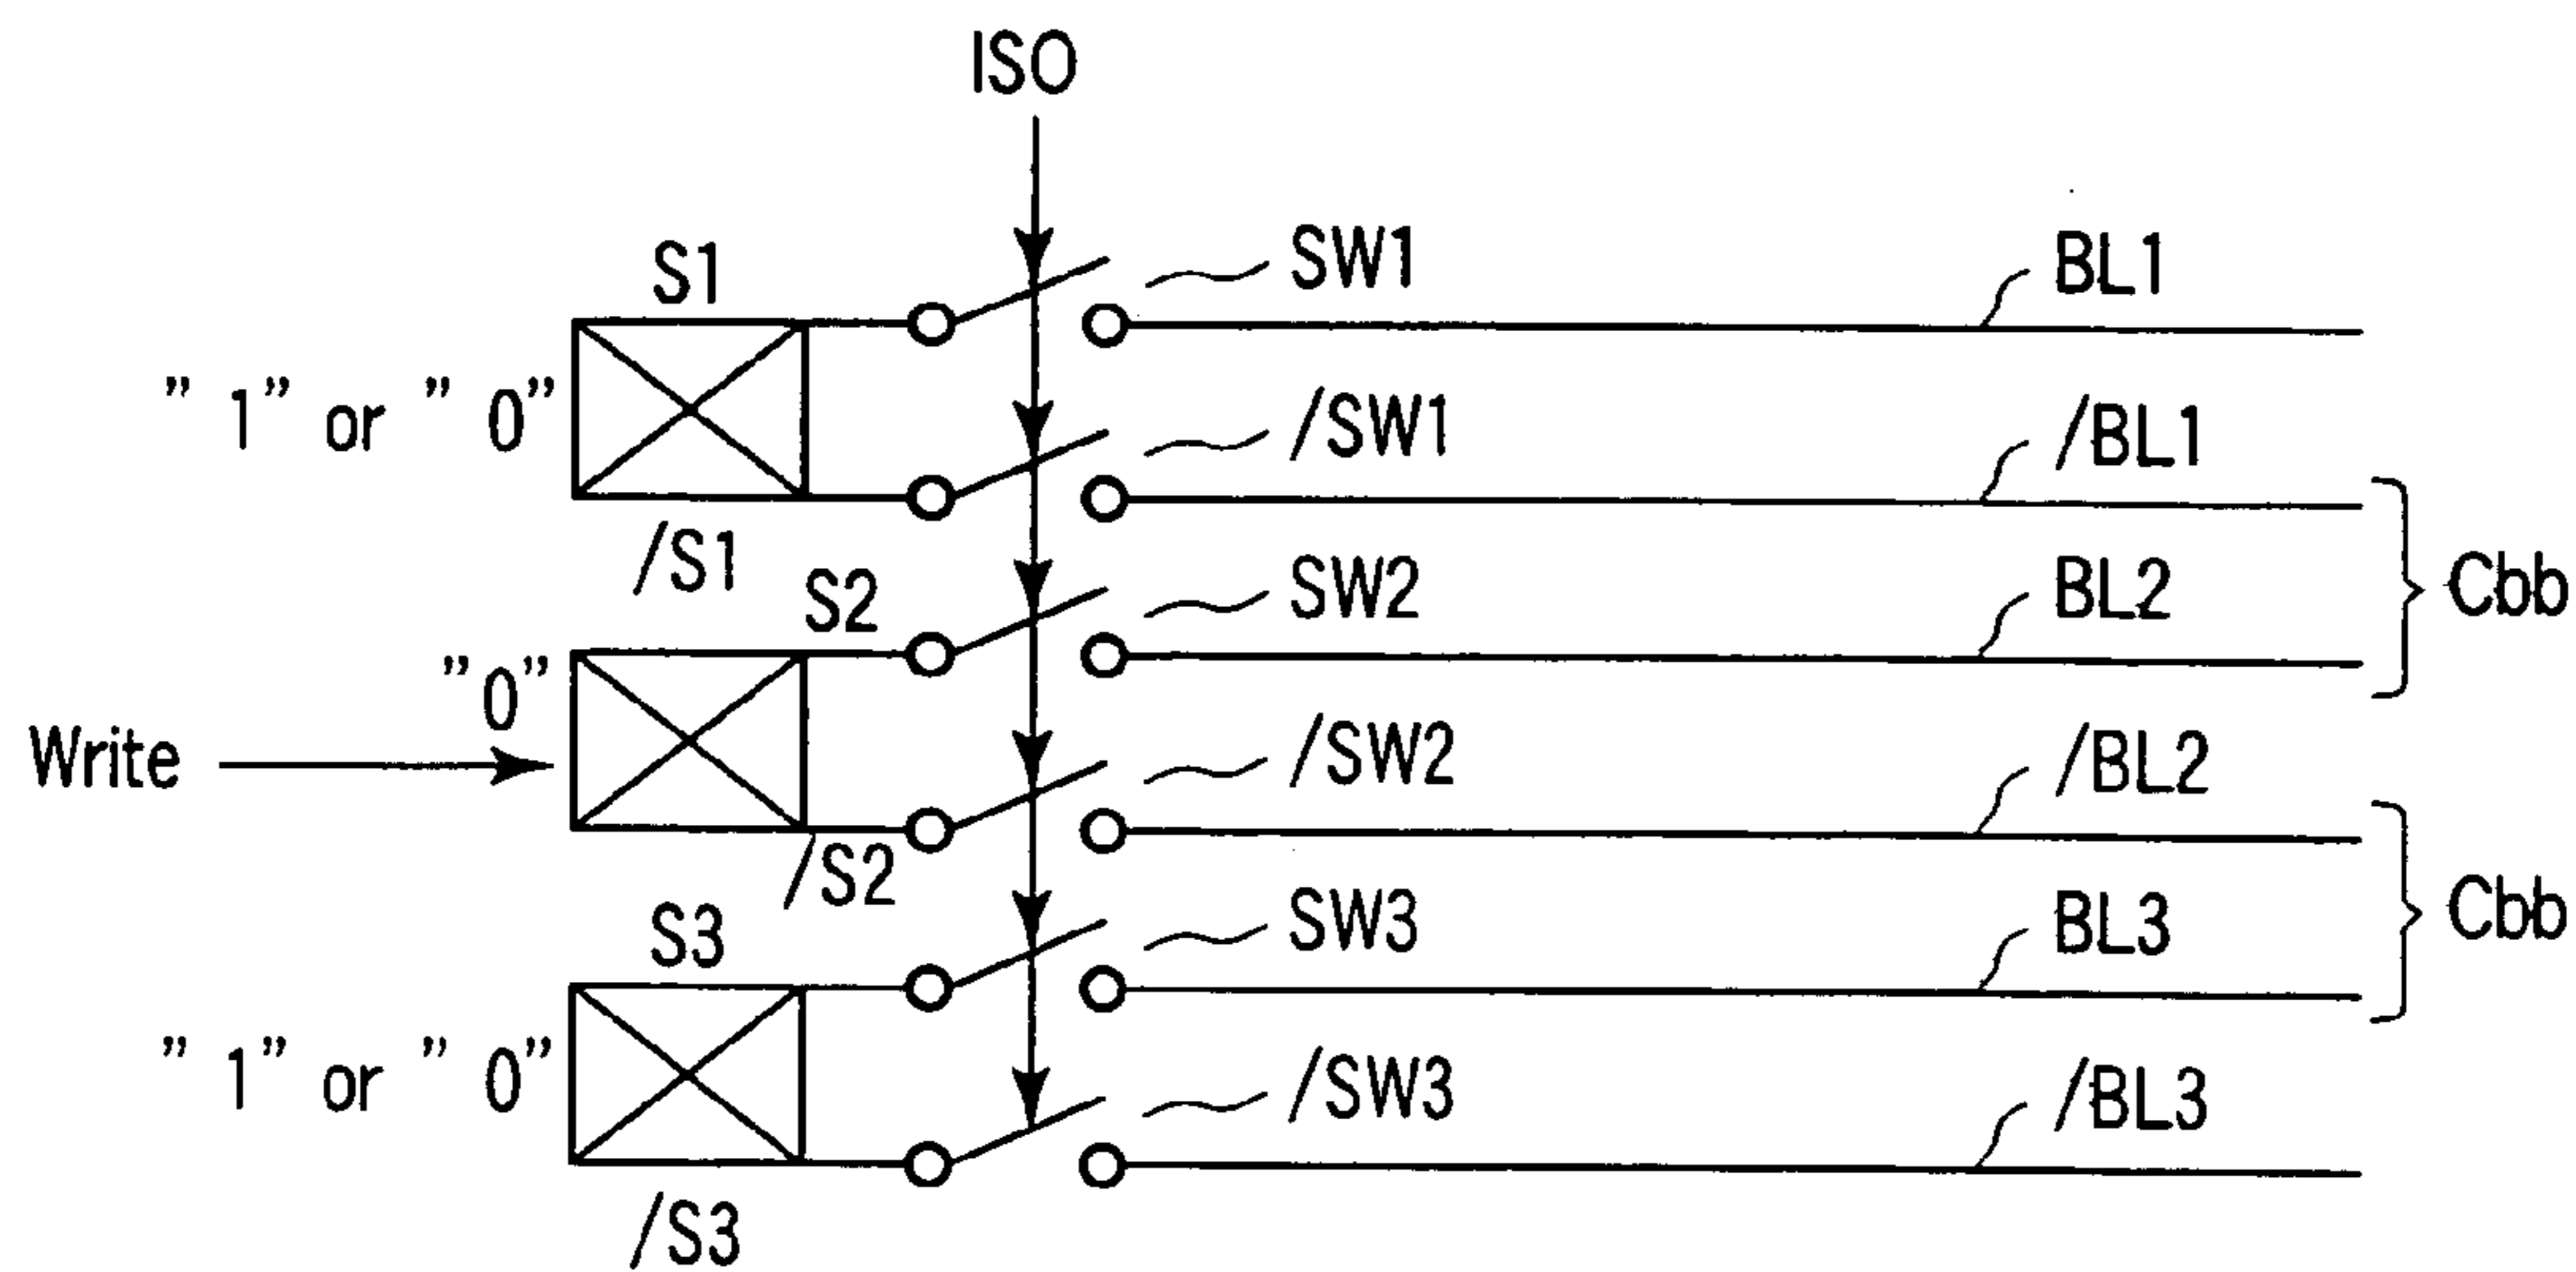 ISO
S1
SW1
BL1
" 1" or " 0"
/SW1
/BL1
/S1
S2
SW2
BL2
Cbb
"0"
Write
/SW2
/BL2
/S2
S3
SW3
BL3
Cbb
" 1" or " 0"
/SW3
/BL3
/S3